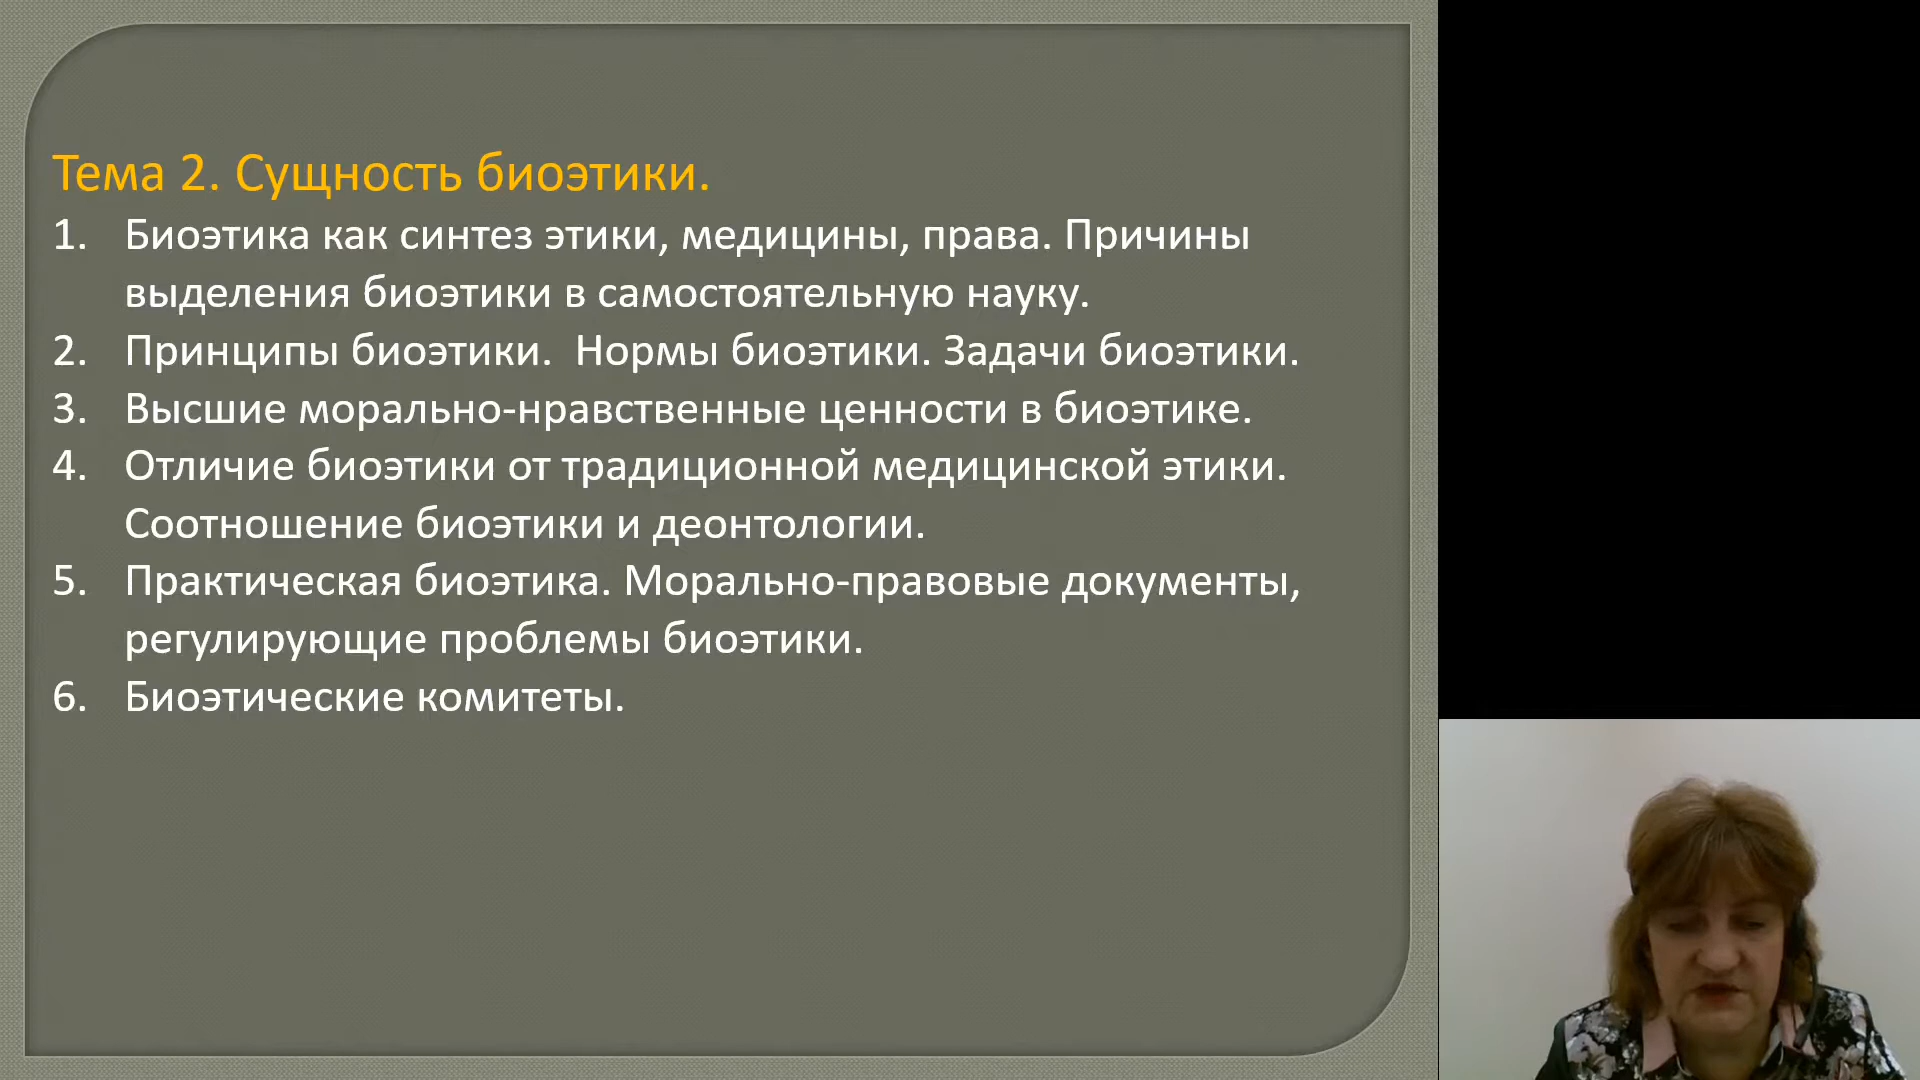 Тема 2. Сущность биоэтики.
1. Биоэтика как синтез этики, медицины, права. Причины
выделения биоэтики в самостоятельную науку.
2. Принципы биоэтики.  Нормы биоэтики. Задачи биоэтики.
3. Высшие морально-нравственные ценности в биоэтике.
4. Отличие биоэтики от традиционной медицинской этики.
Соотношение биоэтики и деонтологии.
5. Практическая биоэтика. Морально-правовые документы,
регулирующие проблемы биоэтики.
6. Биоэтические комитеты.